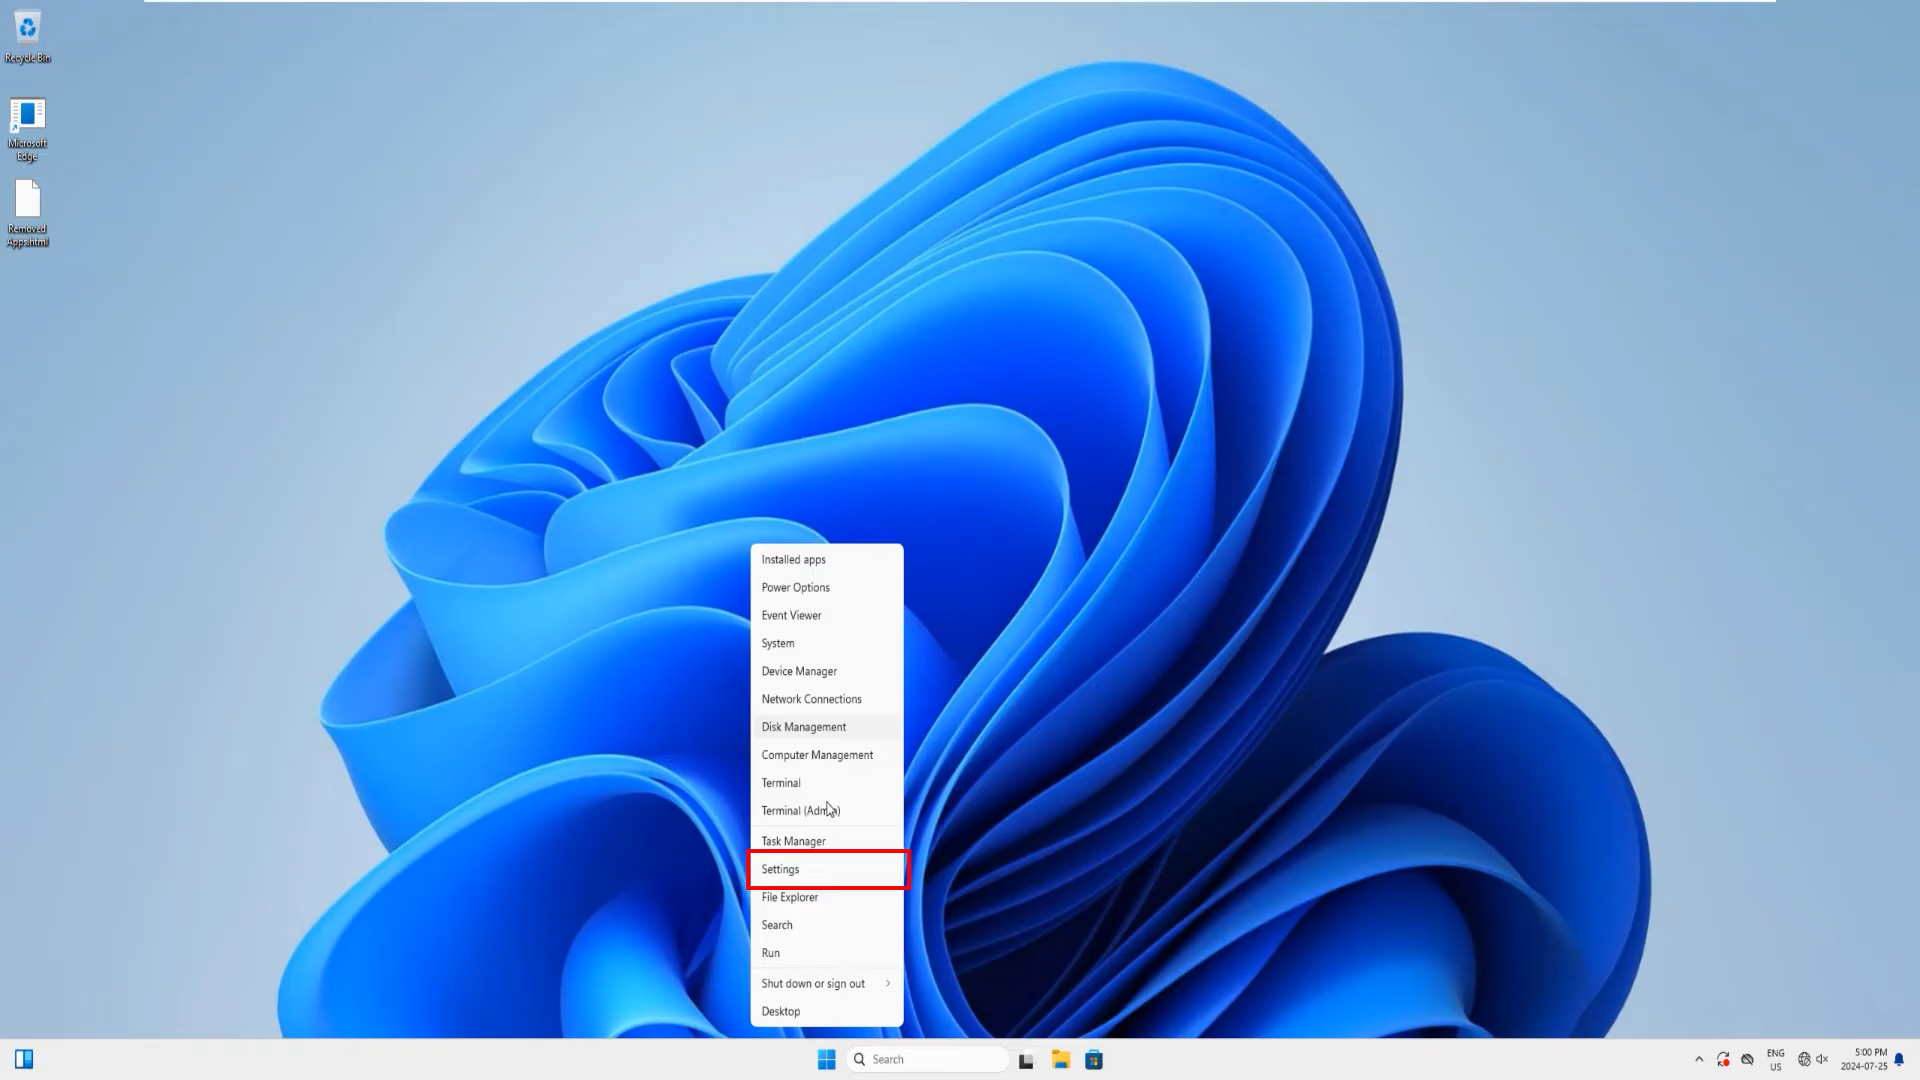 Recycle Bin
Microsoft
Edge
Removed
Apps.html
Installed apps
Power Options
Event Viewer
System
Device Manager
Network Connections
Disk Management
Computer Management
Terminal
Terminal (Admin)
Task Manager
Settings
File Explorer
Search
Run
Shut down or sign out
Desktop
Search
ENG
US
5:00 PM
2024-07-25